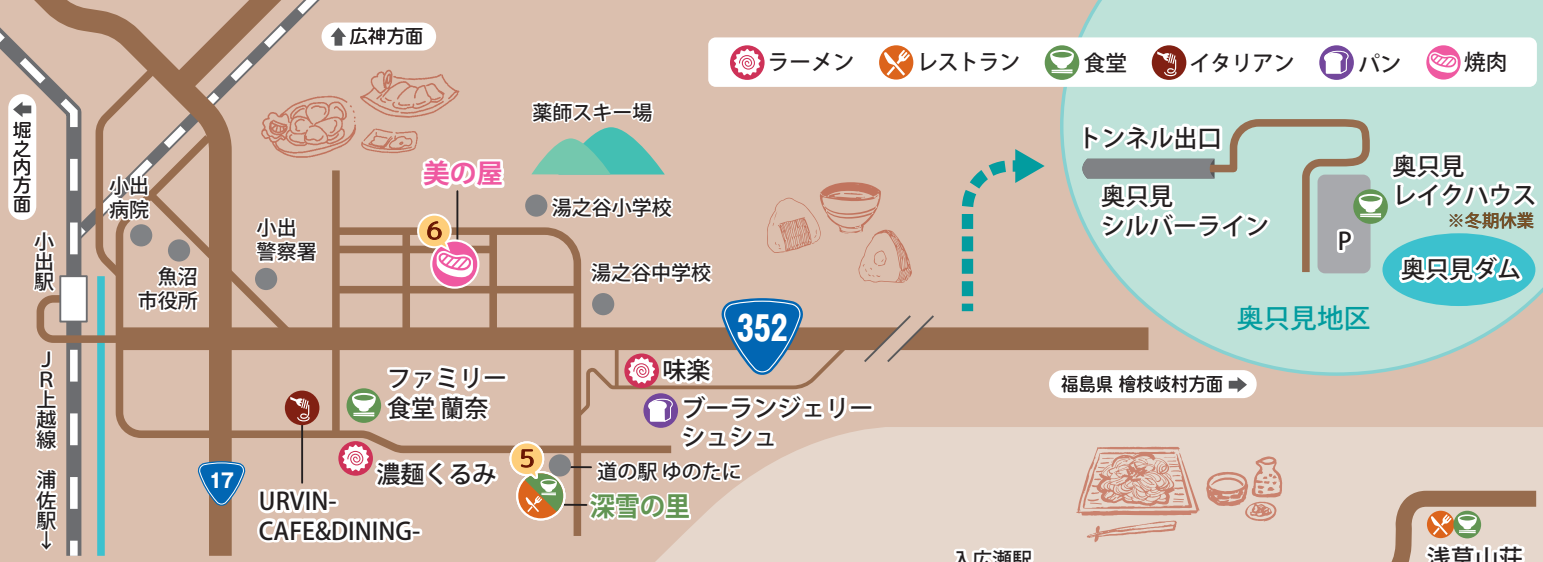 広神方面
ラーメン
レストラン
食堂
イタリアン
パン
焼肉
堀之内方面
薬師スキー場
美の屋
6
湯之谷小学校
小出
病院
小出
警察署
魚沼
市役所
小出駅
湯之谷中学校
352
トンネル出口
奥只見
シルバーライン
奥只見
レイクハウス
※冬期休業
P
奥只見ダム
奥只見地区
福島県 檜枝岐村方面
JR上越線 浦佐駅→
ファミリー
食堂 蘭奈
味楽
ブーランジェリー
シュシュ
濃麺くるみ
17
URVIN-
CAFE&DINING-
5
道の駅 ゆのたに
深雪の里
入広瀬駅
浅草山荘